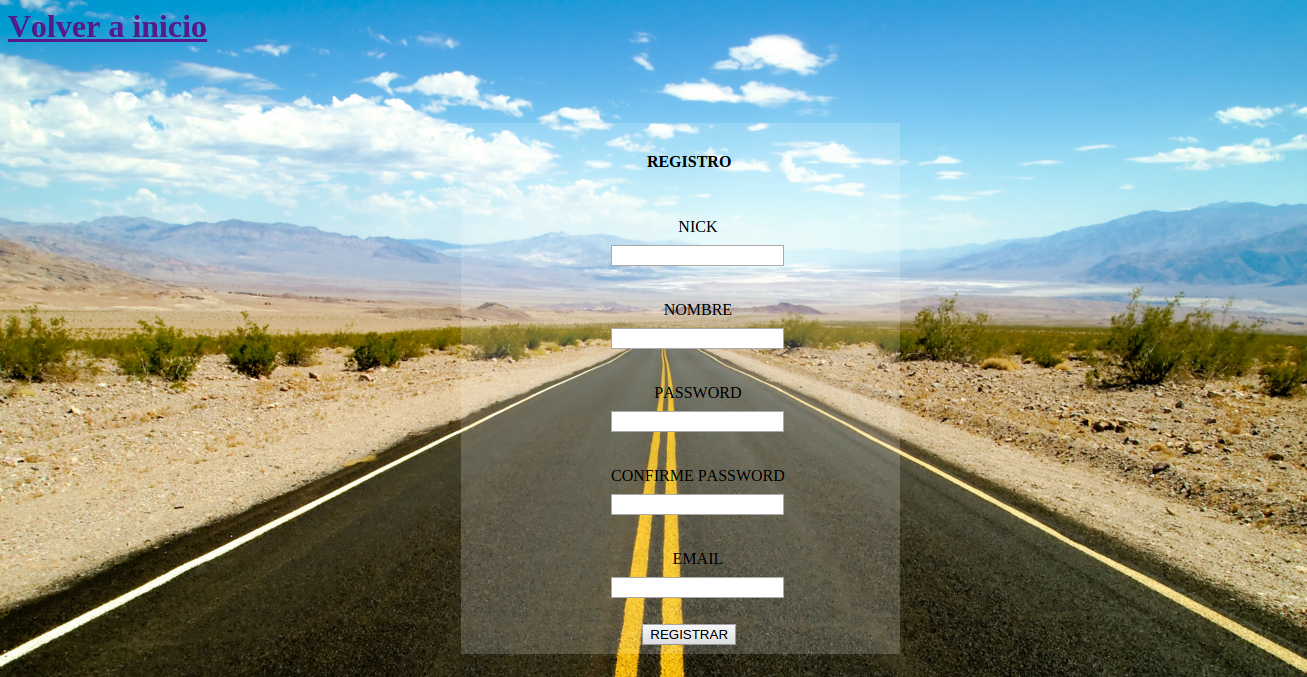 Volver a inicio
REGISTRO
NICK
NOMBRE
PASSWORD
CONFIRME PASSWORD
EMAIL
REGISTRAR